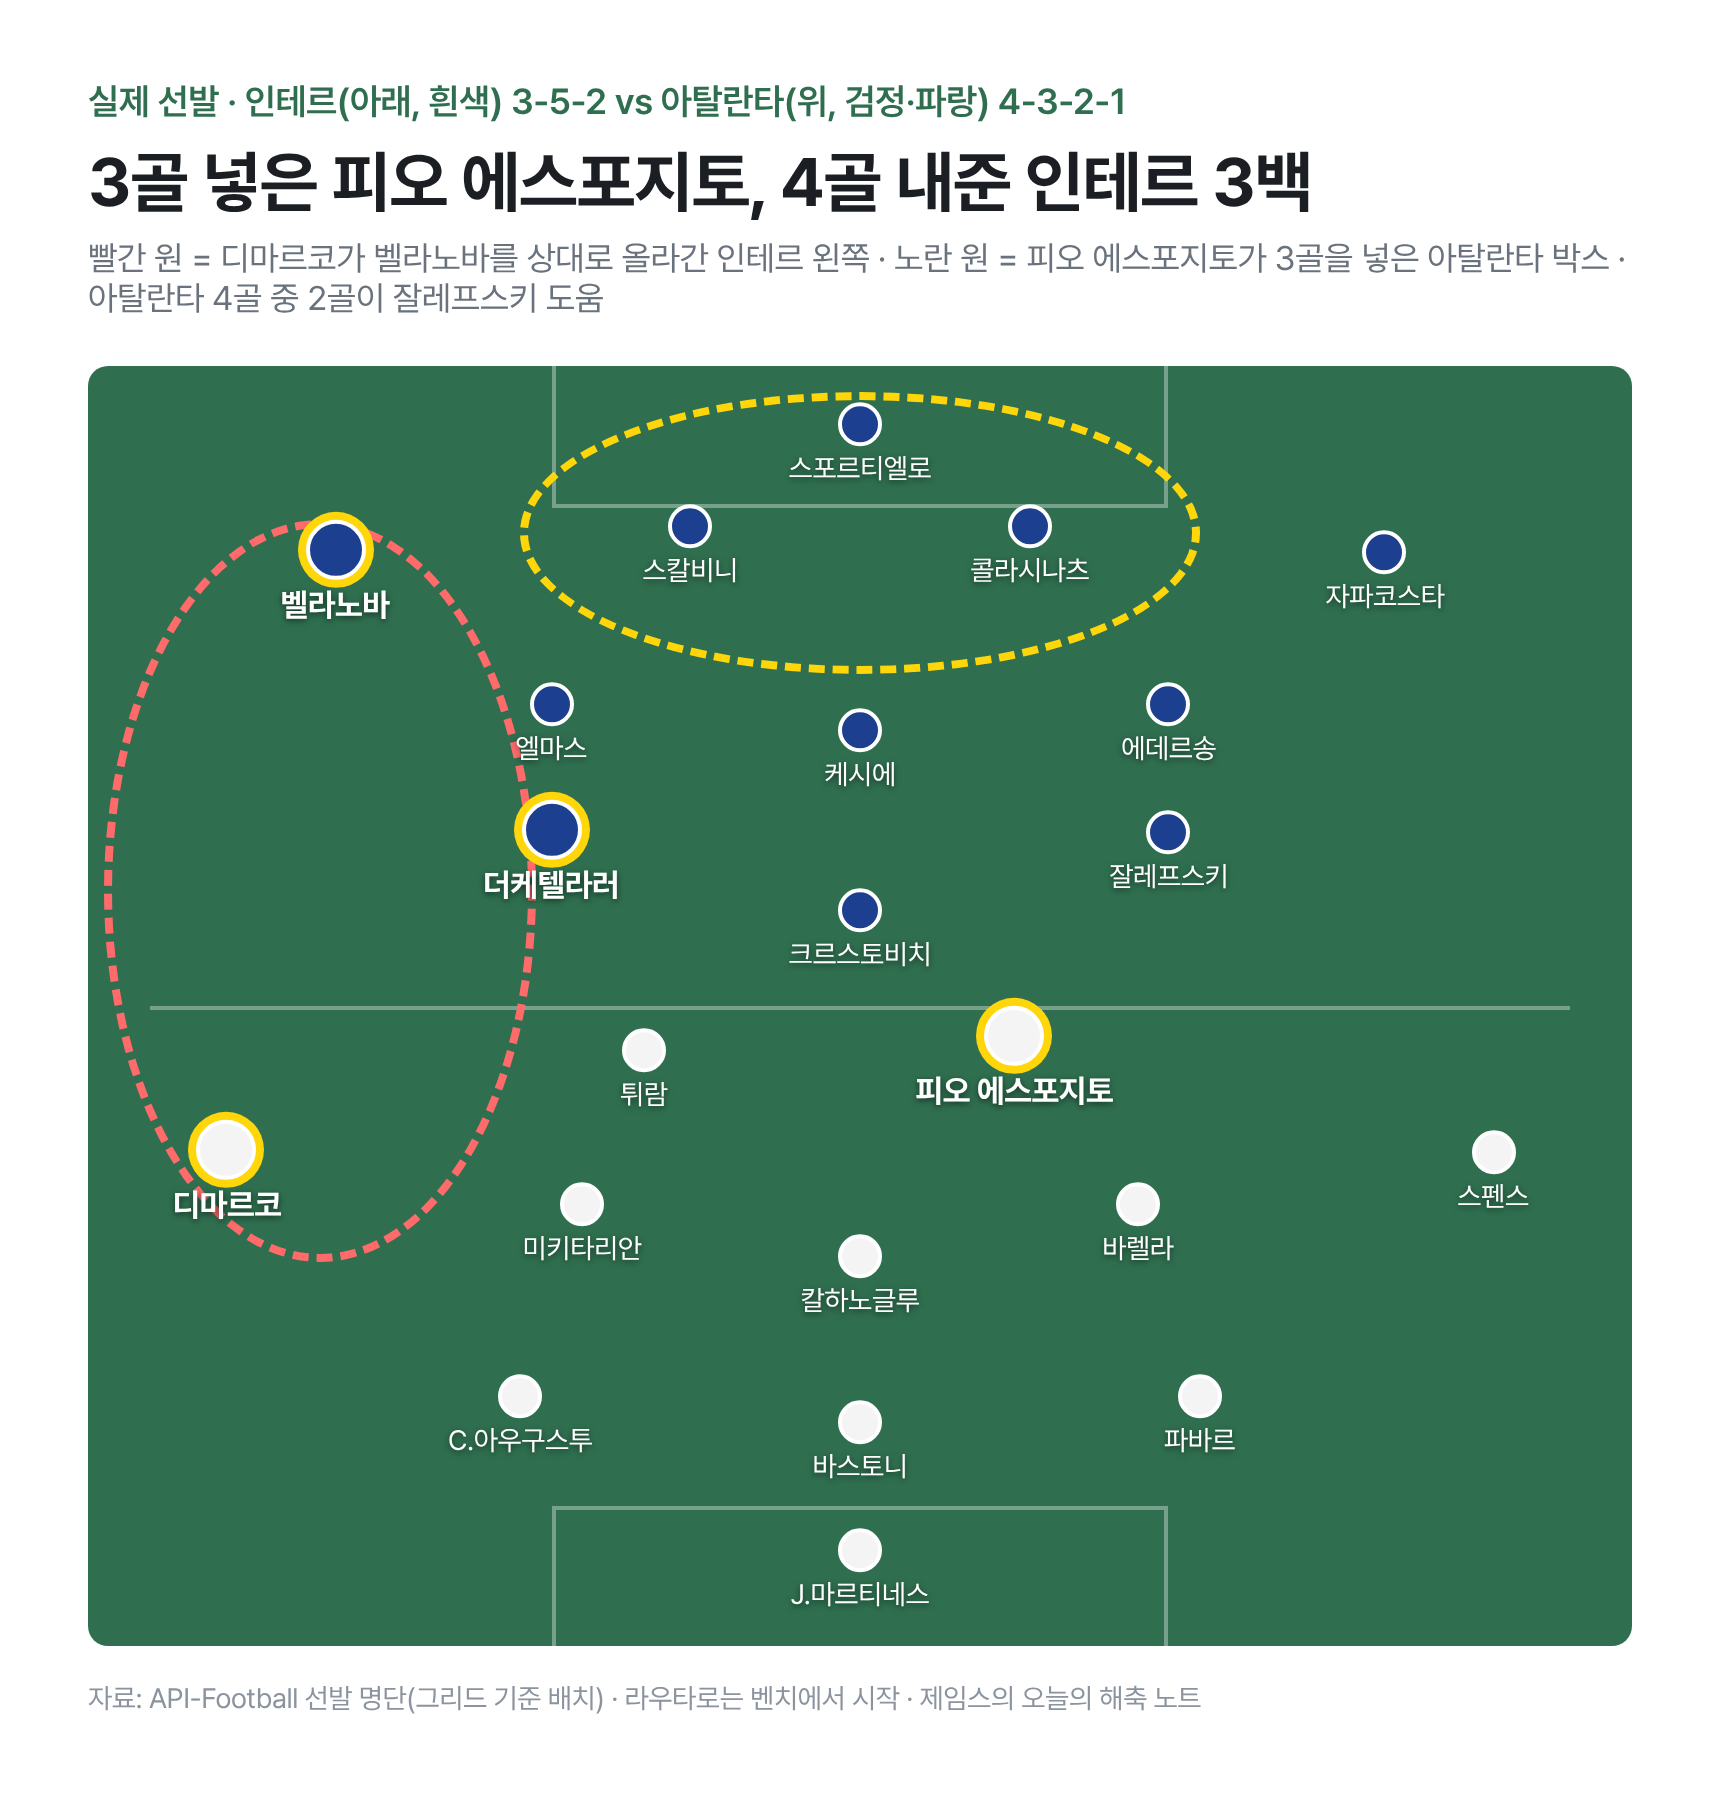 실제 선발 · 인테르(아래, 흰색) 3-5-2 vs 아탈란타(위, 검정·파랑) 4-3-2-1
3골 넣은 피오 에스포지토, 4골 내준 인테르 3백
빨간 원 = 디마르코가 벨라노바를 상대로 올라간 인테르 왼쪽 · 노란 원 = 피오 에스포지토가 3골을 넣은 아탈란타 박스 ·
아탈란타 4골 중 2골이 잘레프스키 도움
스포르티엘로
스칼비니
콜라시나츠
자파코스타
벨라노바
엘마스
케시에
에데르송
더케텔라러
잘레프스키
크르스토비치
튀람
피오 에스포지토
디마르코
스펜스
미키타리안
바렐라
칼하노글루
C.아우구스투
바스토니
파바르
J.마르티네스
자료: API-Football 선발 명단(그리드 기준 배치) · 라우타로는 벤치에서 시작 · 제임스의 오늘의 해축 노트